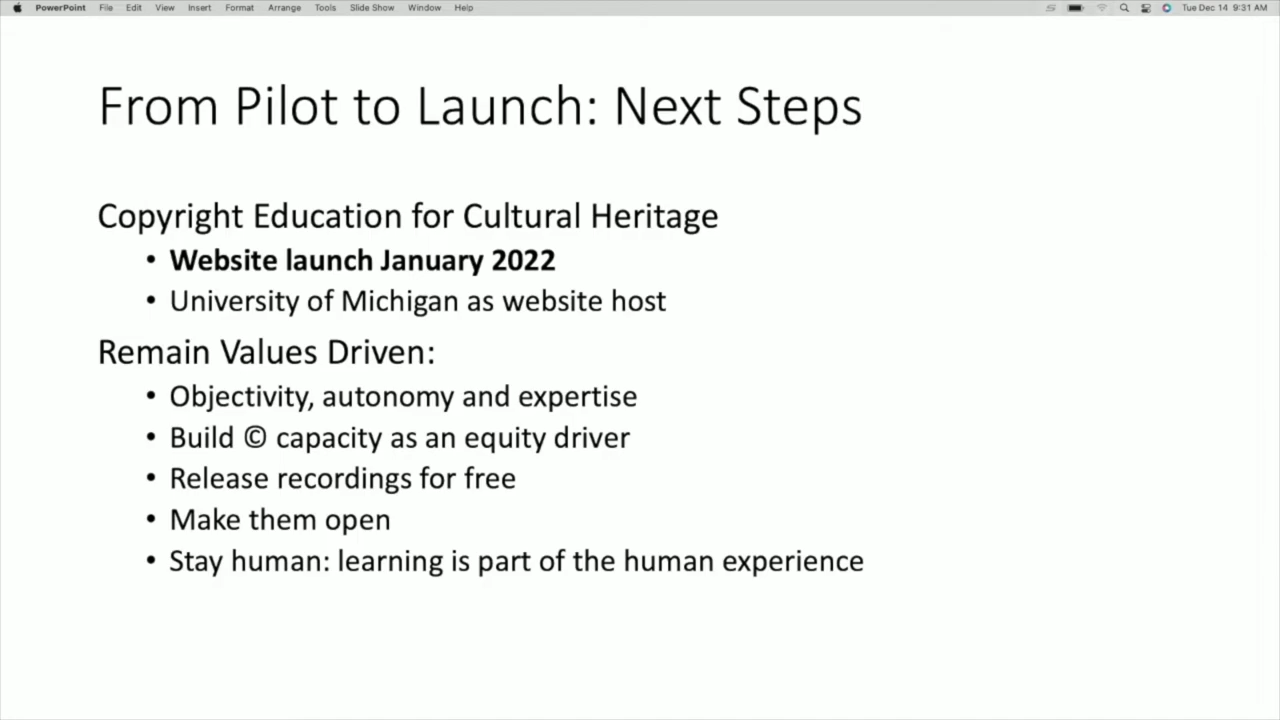 PowerPoint File Edit View Insert Format Arrange Tools Slide Show Window Help Tue Dec 14 9:31 AM
From Pilot to Launch: Next Steps
Copyright Education for Cultural Heritage
• Website launch January 2022
• University of Michigan as website host
Remain Values Driven:
• Objectivity, autonomy and expertise
• Build © capacity as an equity driver
• Release recordings for free
• Make them open
• Stay human: learning is part of the human experience